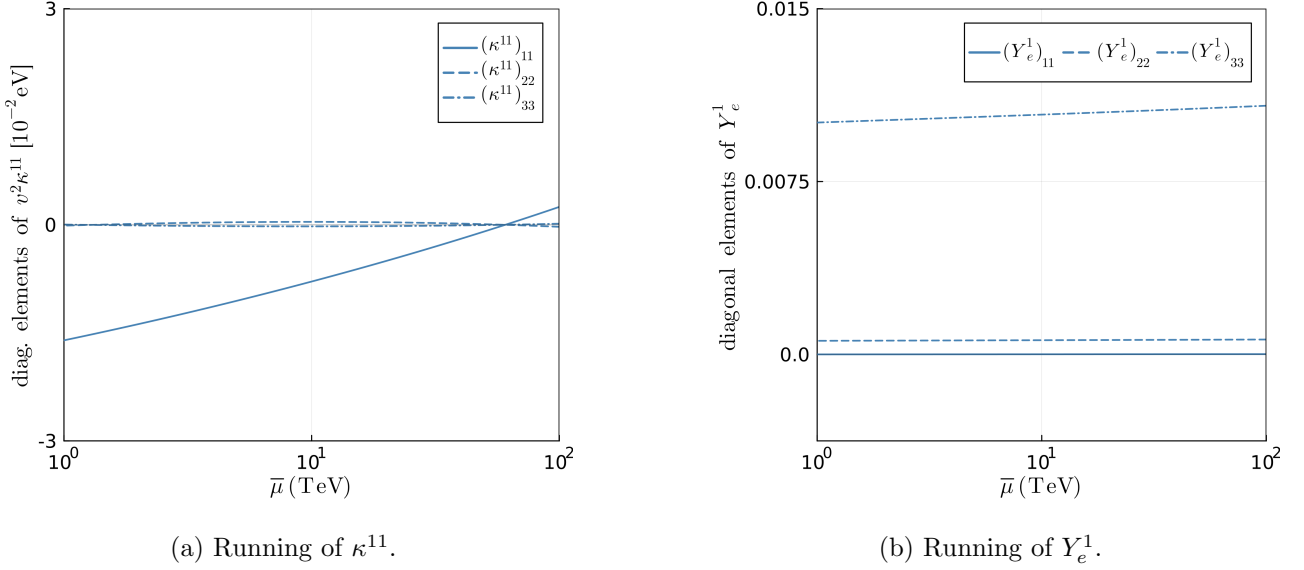 3
(κ¹¹)₁₁
(κ¹¹)₂₂
(κ¹¹)₃₃
diag. elements of v²κ¹¹ [10⁻² eV]
0
-3
10⁰
10¹
10²
μ̅ (TeV)
(a) Running of κ¹¹.
0.015
(Yₑ¹)₁₁ (Yₑ¹)₂₂ (Yₑ¹)₃₃
diagonal elements of Yₑ¹
0.0075
0.0
10⁰
10¹
10²
μ̅ (TeV)
(b) Running of Yₑ¹.